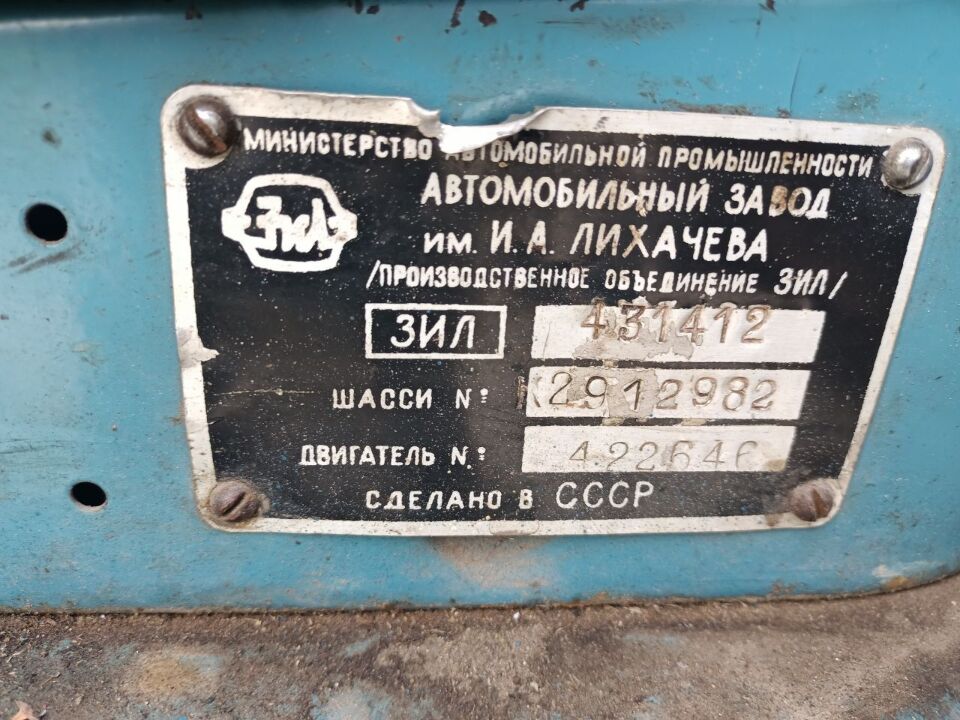 МИНИСТЕРСТВО АВТОМОБИЛЬНОЙ ПРОМЫШЛЕННОСТИ
ЗИЛ
АВТОМОБИЛЬНЫЙ ЗАВОД
ИМ. И. А. ЛИХАЧЕВА
/ПРОИЗВОДСТВЕННОЕ ОБЪЕДИНЕНИЕ ЗИЛ/
ЗИЛ 431412
ШАССИ №: К2912982
ДВИГАТЕЛЬ №: 422646
СДЕЛАНО В СССР